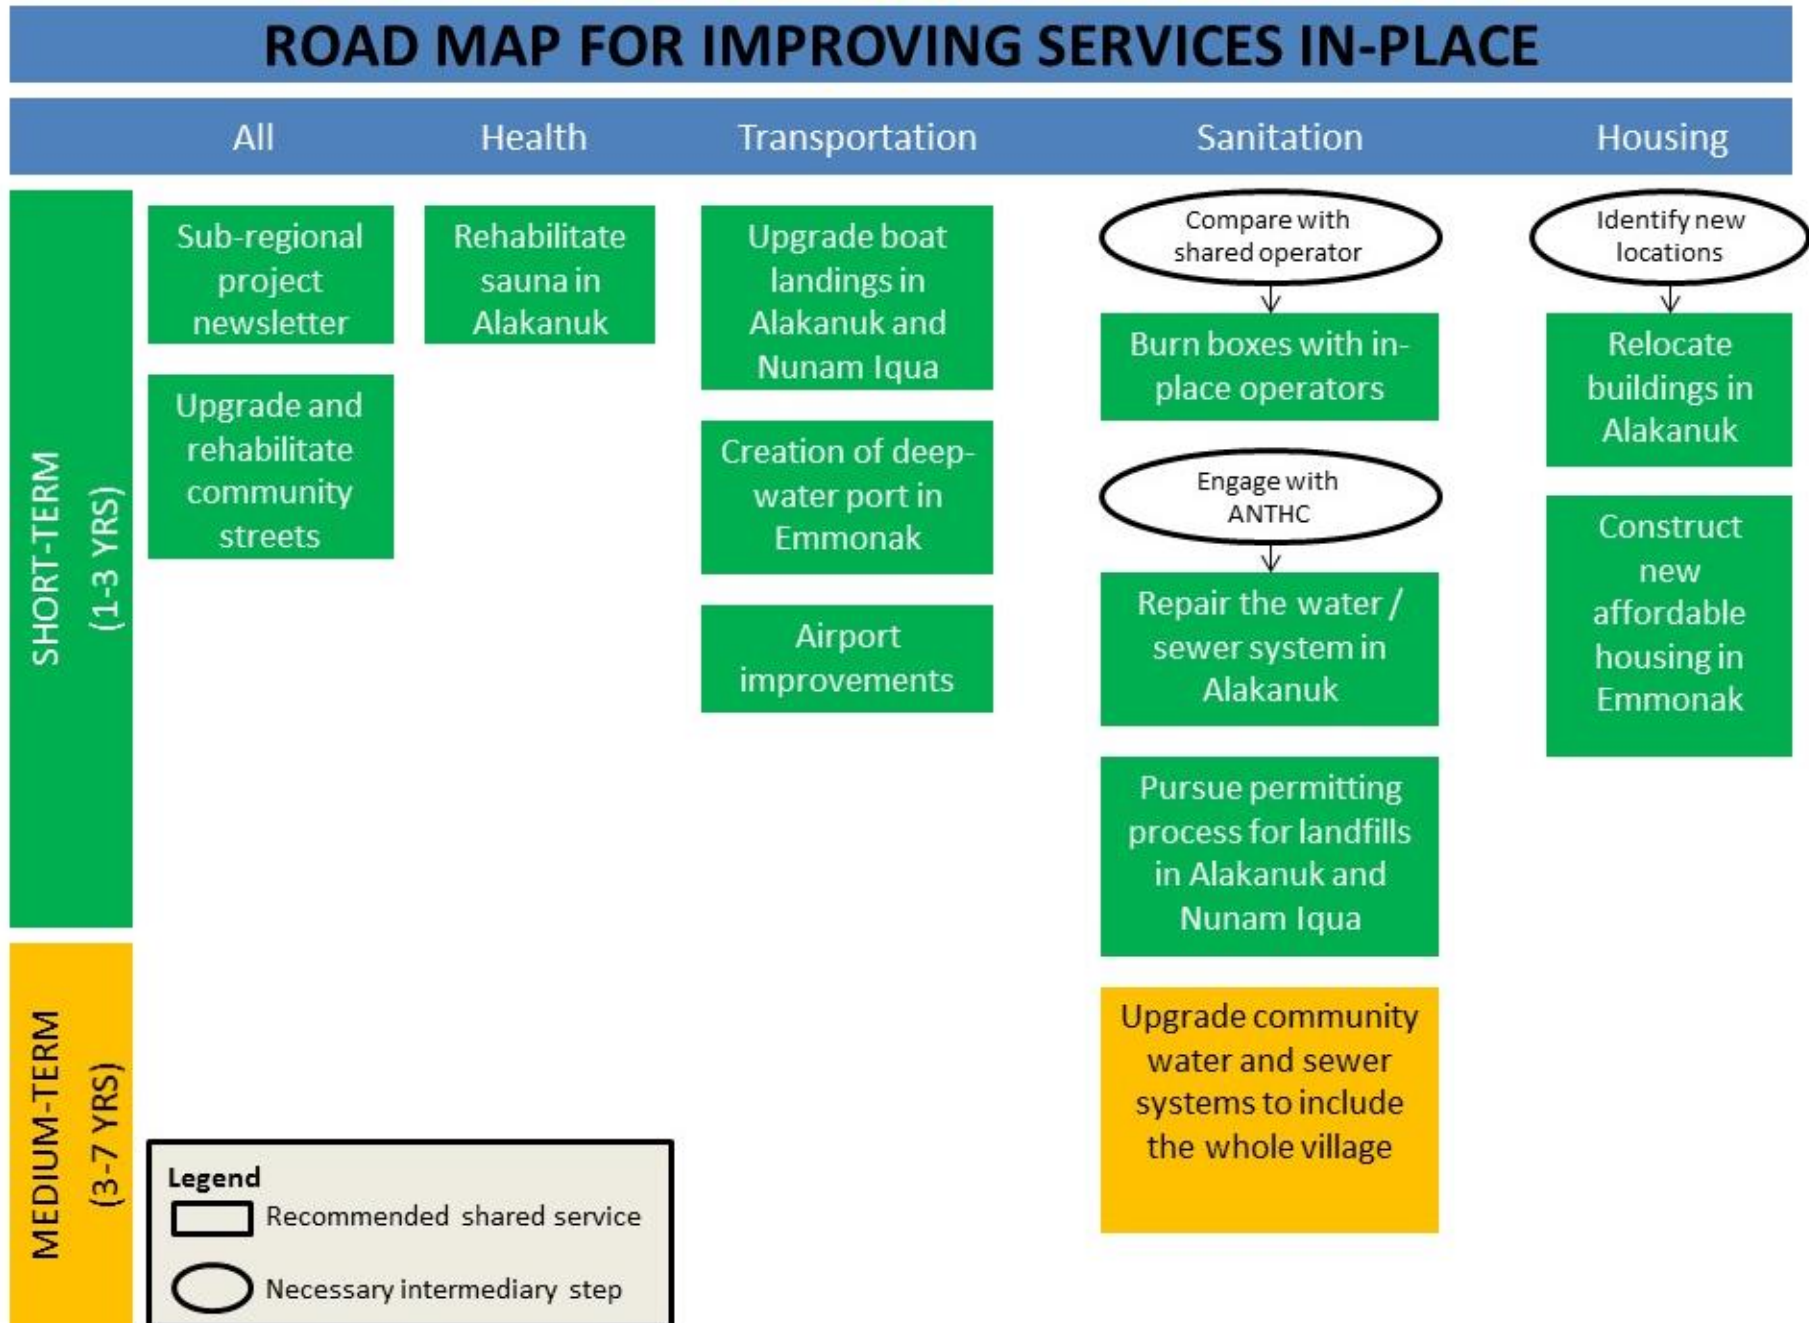 ROAD MAP FOR IMPROVING SERVICES IN-PLACE
All
Health
Transportation
Sanitation
Housing
SHORT-TERM
(1-3 YRS)
Sub-regional
project
newsletter
Upgrade and
rehabilitate
community
streets
Rehabilitate
sauna in
Alakanuk
Upgrade boat
landings in
Alakanuk and
Nunam Iqua
Creation of deep-
water port in
Emmonak
Airport
improvements
Compare with
shared operator
Burn boxes with in-
place operators
Engage with
ANTHC
Repair the water /
sewer system in
Alakanuk
Pursue permitting
process for landfills
in Alakanuk and
Nunam Iqua
Identify new
locations
Relocate
buildings in
Alakanuk
Construct
new
affordable
housing in
Emmonak
MEDIUM-TERM
(3-7 YRS)
Upgrade community
water and sewer
systems to include
the whole village
Legend
Recommended shared service
Necessary intermediary step